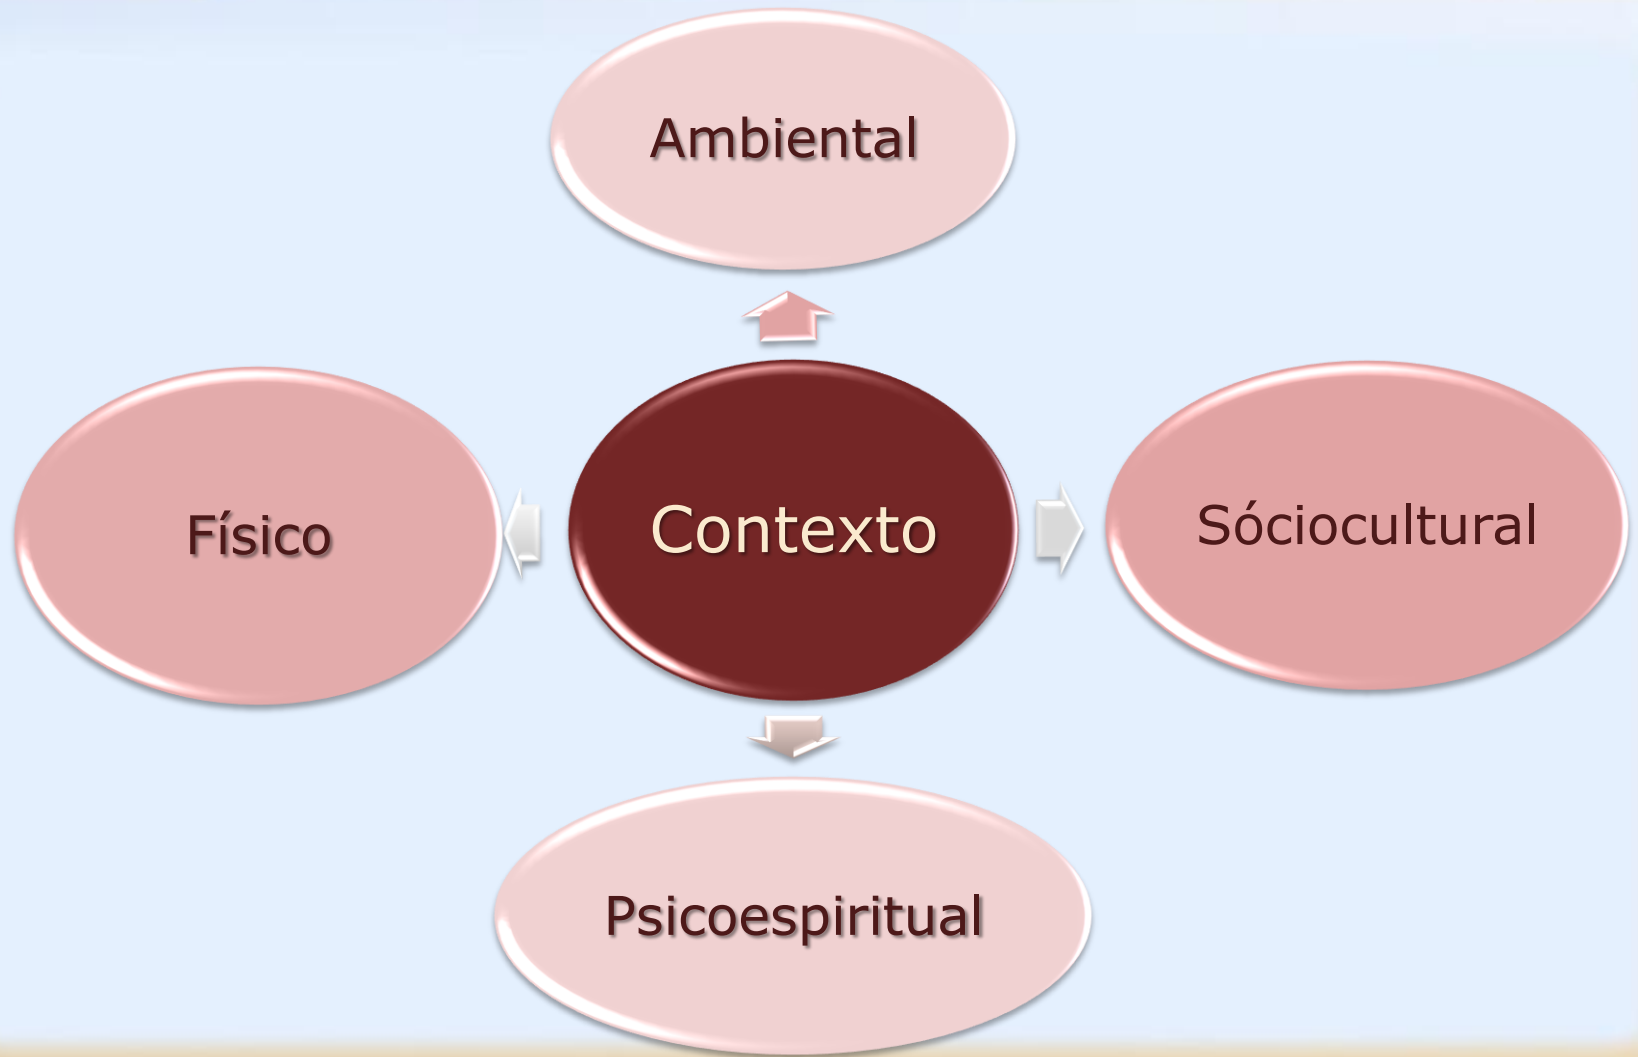 Ambiental
Físico
Contexto
Sóciocultural
Psicoespiritual